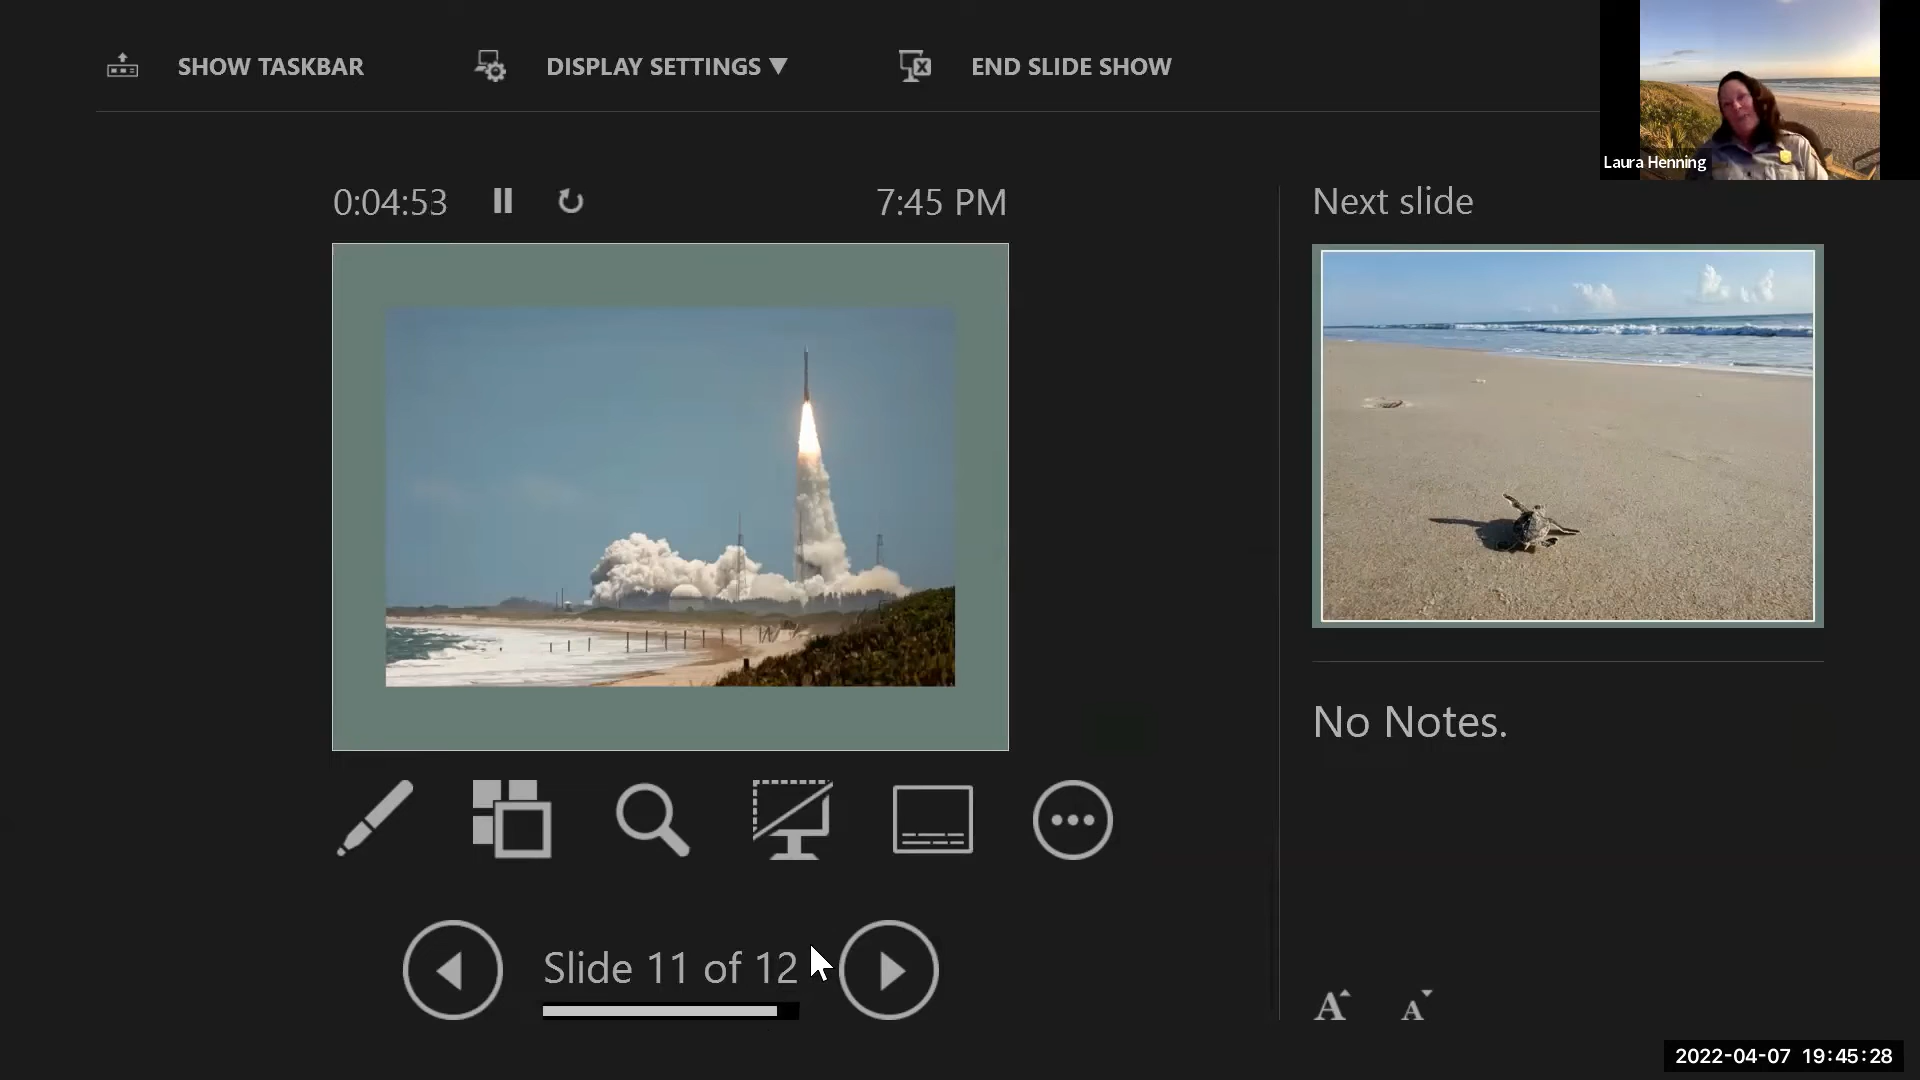 SHOW TASKBAR
DISPLAY SETTINGS ▼
END SLIDE SHOW
Laura Henning
0:04:53
7:45 PM
Next slide
No Notes.
Slide 11 of 12
A A
2022-04-07 19:45:28